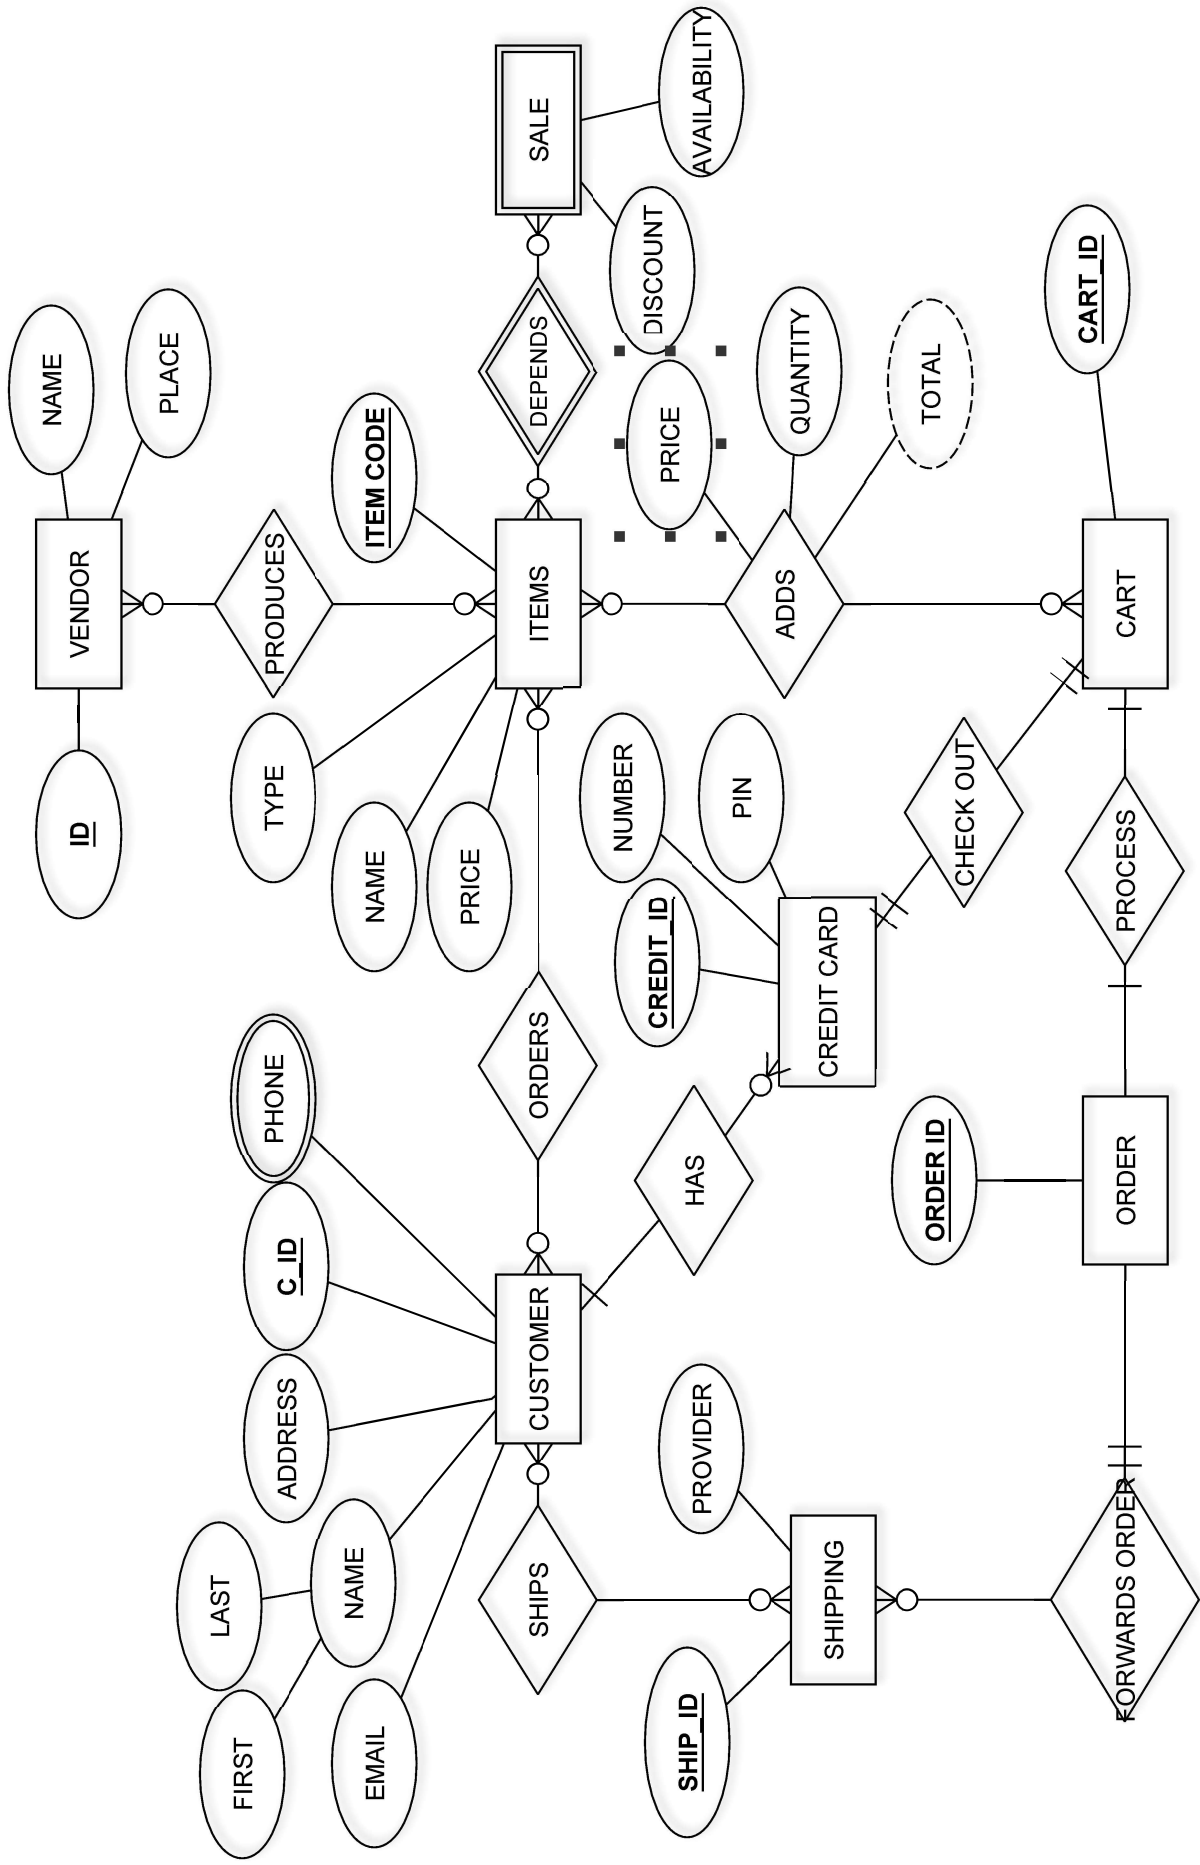 FIRST
LAST
EMAIL
NAME
ADDRESS
C_ID
PHONE
NAME
TYPE
PRICE
ID
VENDOR
NAME
PLACE
PRODUCES
ITEM CODE
SHIPS
CUSTOMER
ORDERS
ITEMS
DEPENDS
SALE
SHIP_ID
PROVIDER
HAS
CREDIT_ID
NUMBER
PIN
PRICE
DISCOUNT
AVAILABILITY
SHIPPING
CREDIT CARD
ADDS
QUANTITY
TOTAL
ORDER ID
CHECK OUT
FORWARDS ORDER
ORDER
PROCESS
CART
CART_ID